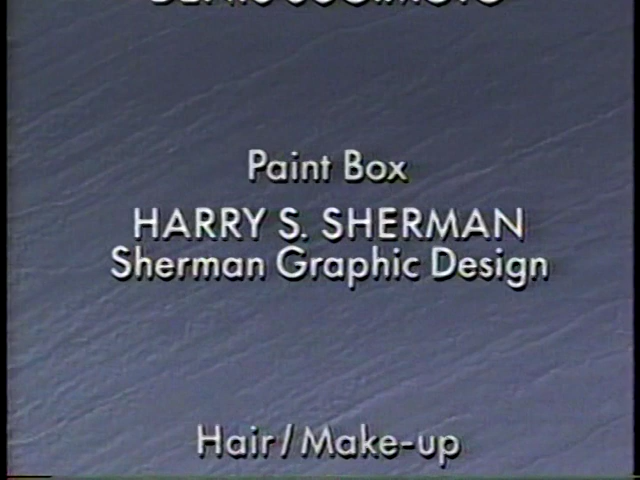 Paint Box
HARRY S. SHERMAN
Sherman Graphic Design
Hair/Make-up